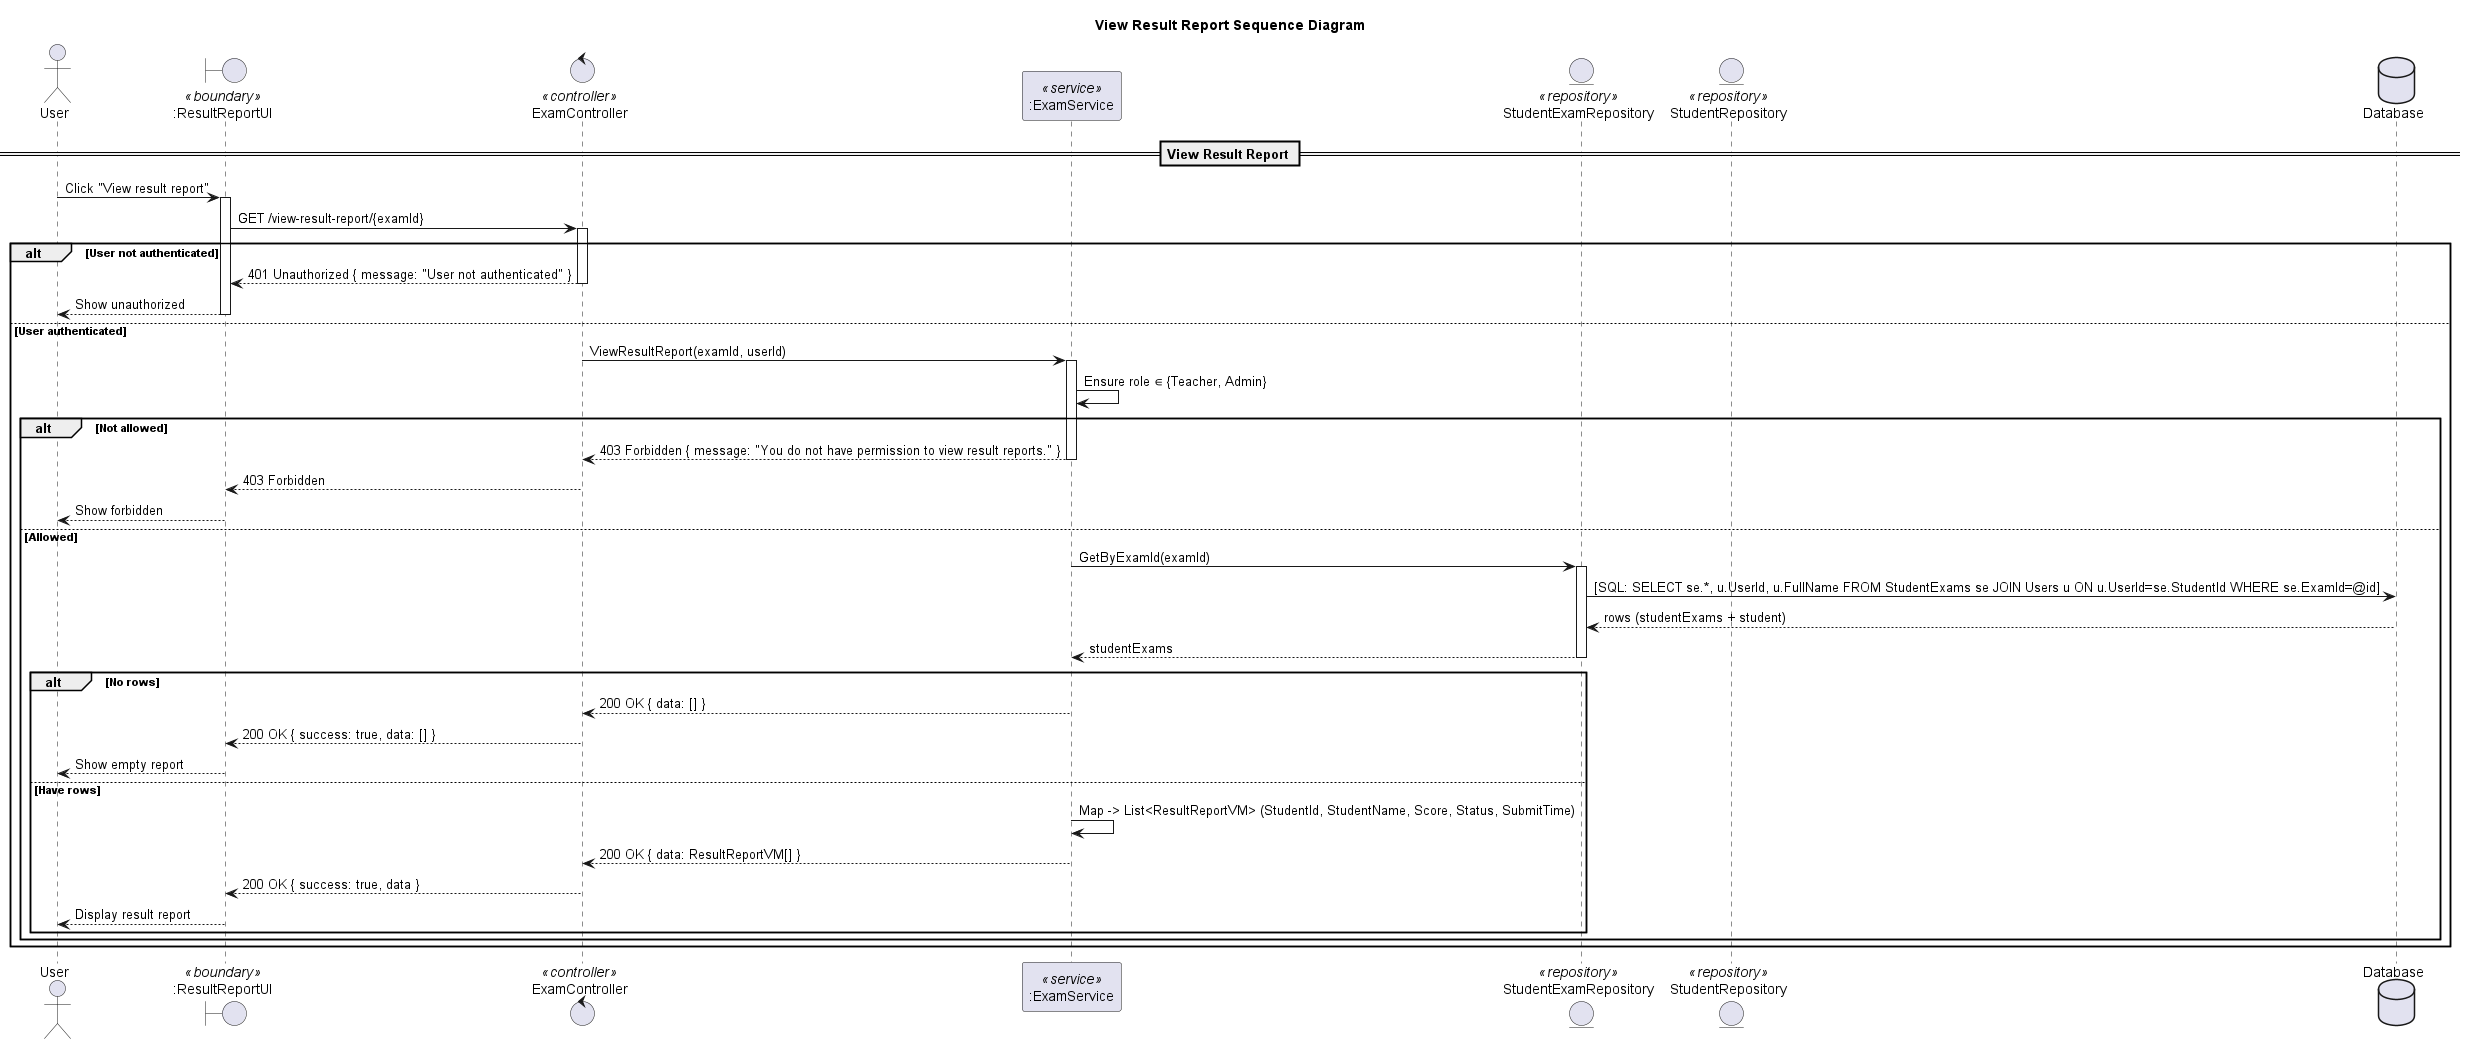 View Result Report Sequence Diagram
User
«boundary»
:ResultReportUI
«controller»
ExamController
«service»
:ExamService
«repository»
StudentExamRepository
«repository»
StudentRepository
Database
View Result Report
Click "View result report"
GET /view-result-report/{examId}
alt [User not authenticated]
401 Unauthorized { message: "User not authenticated" }
Show unauthorized
[User authenticated]
ViewResultReport(examId, userId)
Ensure role ∈ {Teacher, Admin}
alt [Not allowed]
403 Forbidden { message: "You do not have permission to view result reports." }
403 Forbidden
Show forbidden
[Allowed]
GetByExamId(examId)
[SQL: SELECT se.*, u.UserId, u.FullName FROM StudentExams se JOIN Users u ON u.UserId=se.StudentId WHERE se.ExamId=@id]
rows (studentExams + student)
studentExams
alt [No rows]
200 OK { data: [] }
200 OK { success: true, data: [] }
Show empty report
[Have rows]
Map -> List<ResultReportVM> (StudentId, StudentName, Score, Status, SubmitTime)
200 OK { data: ResultReportVM[] }
200 OK { success: true, data }
Display result report
User
«boundary»
:ResultReportUI
«controller»
ExamController
«service»
:ExamService
«repository»
StudentExamRepository
«repository»
StudentRepository
Database